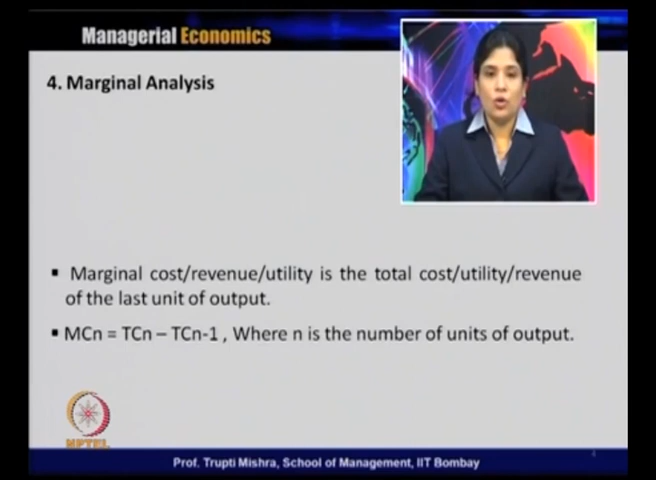 Managerial Economics
4. Marginal Analysis
▪ Marginal cost/revenue/utility is the total cost/utility/revenue
of the last unit of output.
▪ MCn = TCn – TCn-1 , Where n is the number of units of output.
NPTEL
Prof. Trupti Mishra, School of Management, IIT Bombay
4